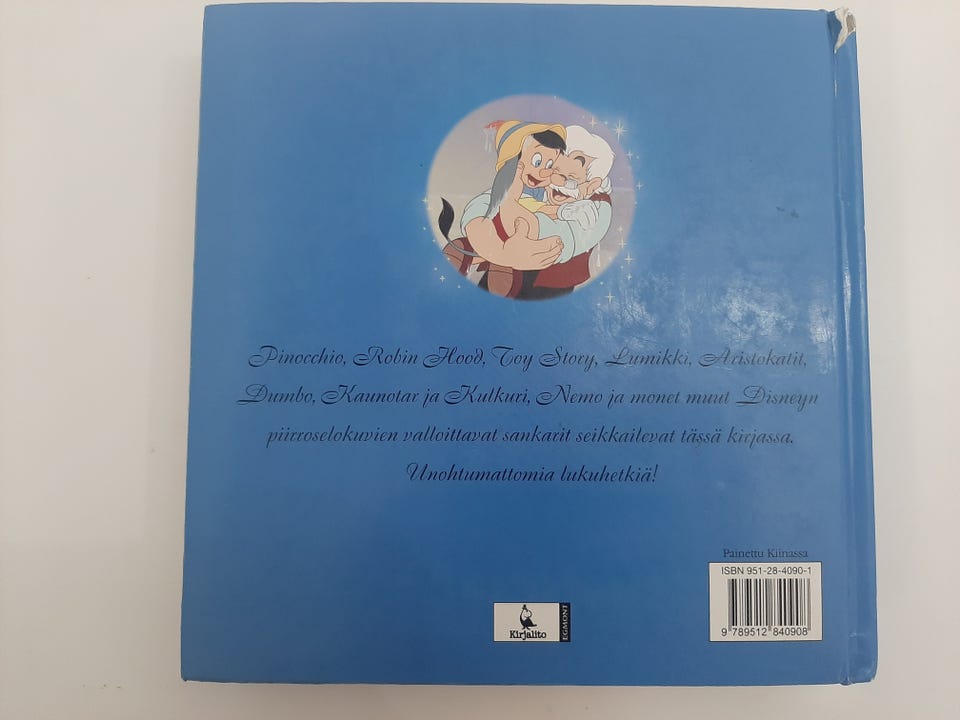 Pinocchio, Robin Hood, Toy Story, Lumikki, Aristokatit,
Dumbo, Kaunotar ja Kulkuri, Nemo ja monet muut Disneyn
piirroselokuvien valloittavat sankarit seikkailevat tässä kirjassa.
Unohtumattomia lukuhetkiä!
Painettu Kiinassa
ISBN 951-28-4090-1
9 789512 840908
Kirjalito
EGMONT